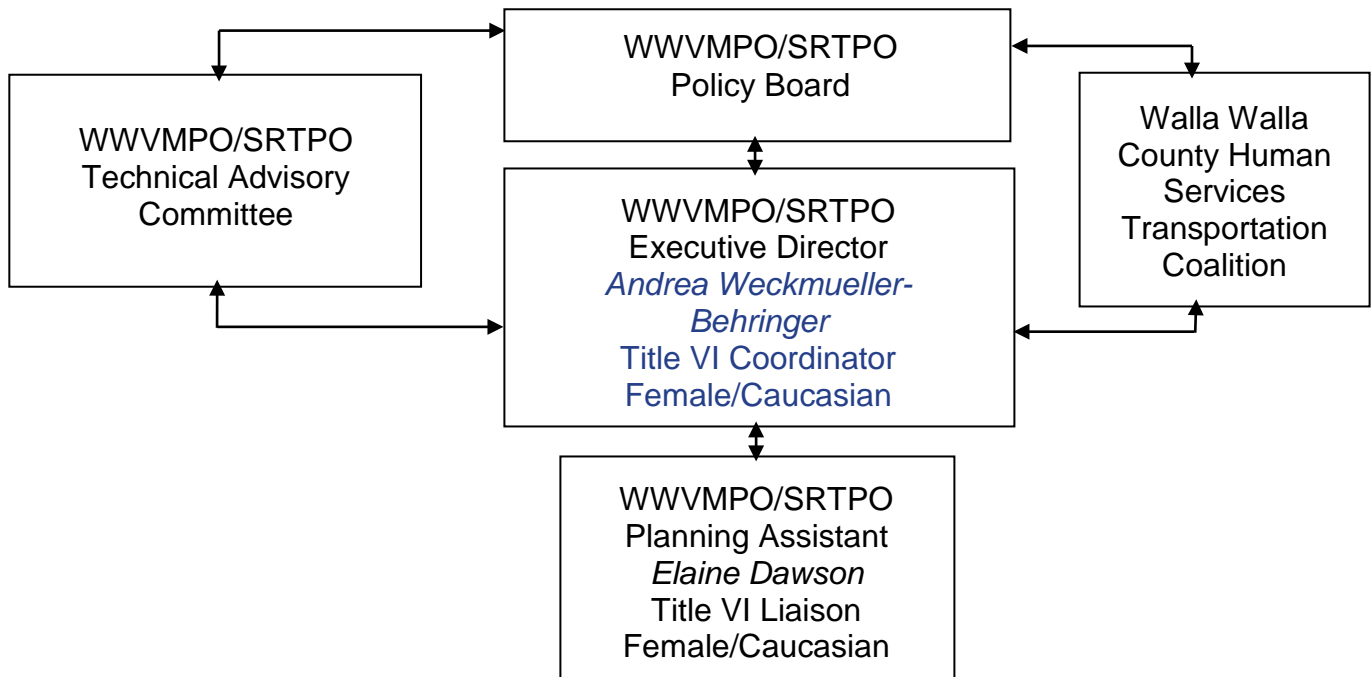 WWVMPO/SRTPO
Policy Board
WWVMPO/SRTPO
Technical Advisory
Committee
Walla Walla
County Human
Services
Transportation
Coalition
WWVMPO/SRTPO
Executive Director
Andrea Weckmueller-
Behringer
Title VI Coordinator
Female/Caucasian
WWVMPO/SRTPO
Planning Assistant
Elaine Dawson
Title VI Liaison
Female/Caucasian